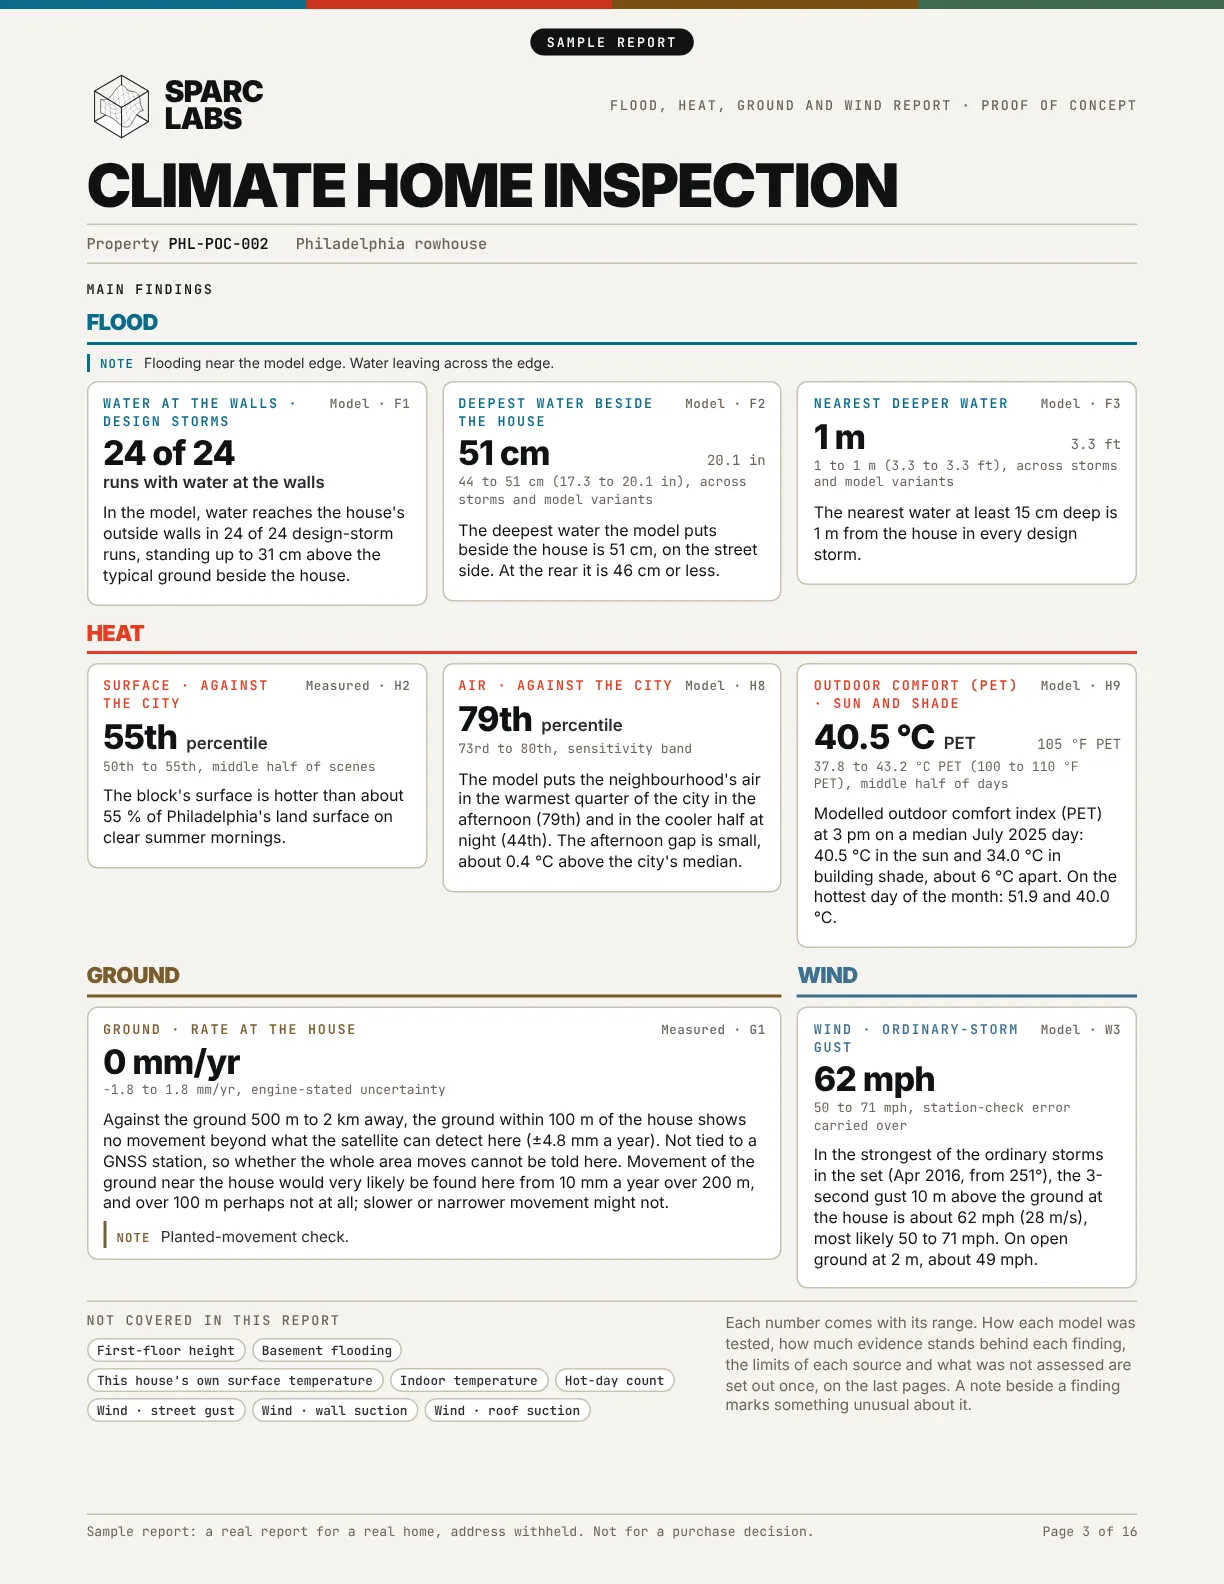 SAMPLE REPORT
SPARC
LABS
FLOOD, HEAT, GROUND AND WIND REPORT · PROOF OF CONCEPT
CLIMATE HOME INSPECTION
Property PHL-POC-002 Philadelphia rowhouse
MAIN FINDINGS
FLOOD
NOTE Flooding near the model edge. Water leaving across the edge.
WATER AT THE WALLS · Model · F1
DESIGN STORMS
24 of 24
runs with water at the walls
In the model, water reaches the house's
outside walls in 24 of 24 design-storm
runs, standing up to 31 cm above the
typical ground beside the house.
DEEPEST WATER BESIDE Model · F2
THE HOUSE
51 cm 20.1 in
44 to 51 cm (17.3 to 20.1 in), across
storms and model variants
The deepest water the model puts
beside the house is 51 cm, on the street
side. At the rear it is 46 cm or less.
NEAREST DEEPER WATER Model · F3
1 m 3.3 ft
1 to 1 m (3.3 to 3.3 ft), across storms
and model variants
The nearest water at least 15 cm deep is
1 m from the house in every design
storm.
HEAT
SURFACE · AGAINST Measured · H2
THE CITY
55th percentile
50th to 55th, middle half of scenes
The block's surface is hotter than about
55 % of Philadelphia's land surface on
clear summer mornings.
AIR · AGAINST THE CITY Model · H8
79th percentile
73rd to 80th, sensitivity band
The model puts the neighbourhood's air
in the warmest quarter of the city in the
afternoon (79th) and in the cooler half at
night (44th). The afternoon gap is small,
about 0.4 °C above the city's median.
OUTDOOR COMFORT (PET) Model · H9
· SUN AND SHADE
40.5 °C PET 105 °F PET
37.8 to 43.2 °C PET (100 to 110 °F
PET), middle half of days
Modelled outdoor comfort index (PET)
at 3 pm on a median July 2025 day:
40.5 °C in the sun and 34.0 °C in
building shade, about 6 °C apart. On the
hottest day of the month: 51.9 and 40.0
°C.
GROUND
GROUND · RATE AT THE HOUSE Measured · G1
0 mm/yr
-1.8 to 1.8 mm/yr, engine-stated uncertainty
Against the ground 500 m to 2 km away, the ground within 100 m of the house shows
no movement beyond what the satellite can detect here (±4.8 mm a year). Not tied to a
GNSS station, so whether the whole area moves cannot be told here. Movement of the
ground near the house would very likely be found here from 10 mm a year over 200 m,
and over 100 m perhaps not at all; slower or narrower movement might not.
NOTE Planted-movement check.
WIND
WIND · ORDINARY-STORM Model · W3
GUST
62 mph
50 to 71 mph, station-check error
carried over
In the strongest of the ordinary storms
in the set (Apr 2016, from 251°), the 3-
second gust 10 m above the ground at
the house is about 62 mph (28 m/s),
most likely 50 to 71 mph. On open
ground at 2 m, about 49 mph.
NOT COVERED IN THIS REPORT
First-floor height Basement flooding
This house's own surface temperature Indoor temperature Hot-day count
Wind · street gust Wind · wall suction Wind · roof suction
Each number comes with its range. How each model was
tested, how much evidence stands behind each finding,
the limits of each source and what was not assessed are
set out once, on the last pages. A note beside a finding
marks something unusual about it.
Sample report: a real report for a real home, address withheld. Not for a purchase decision. Page 3 of 16